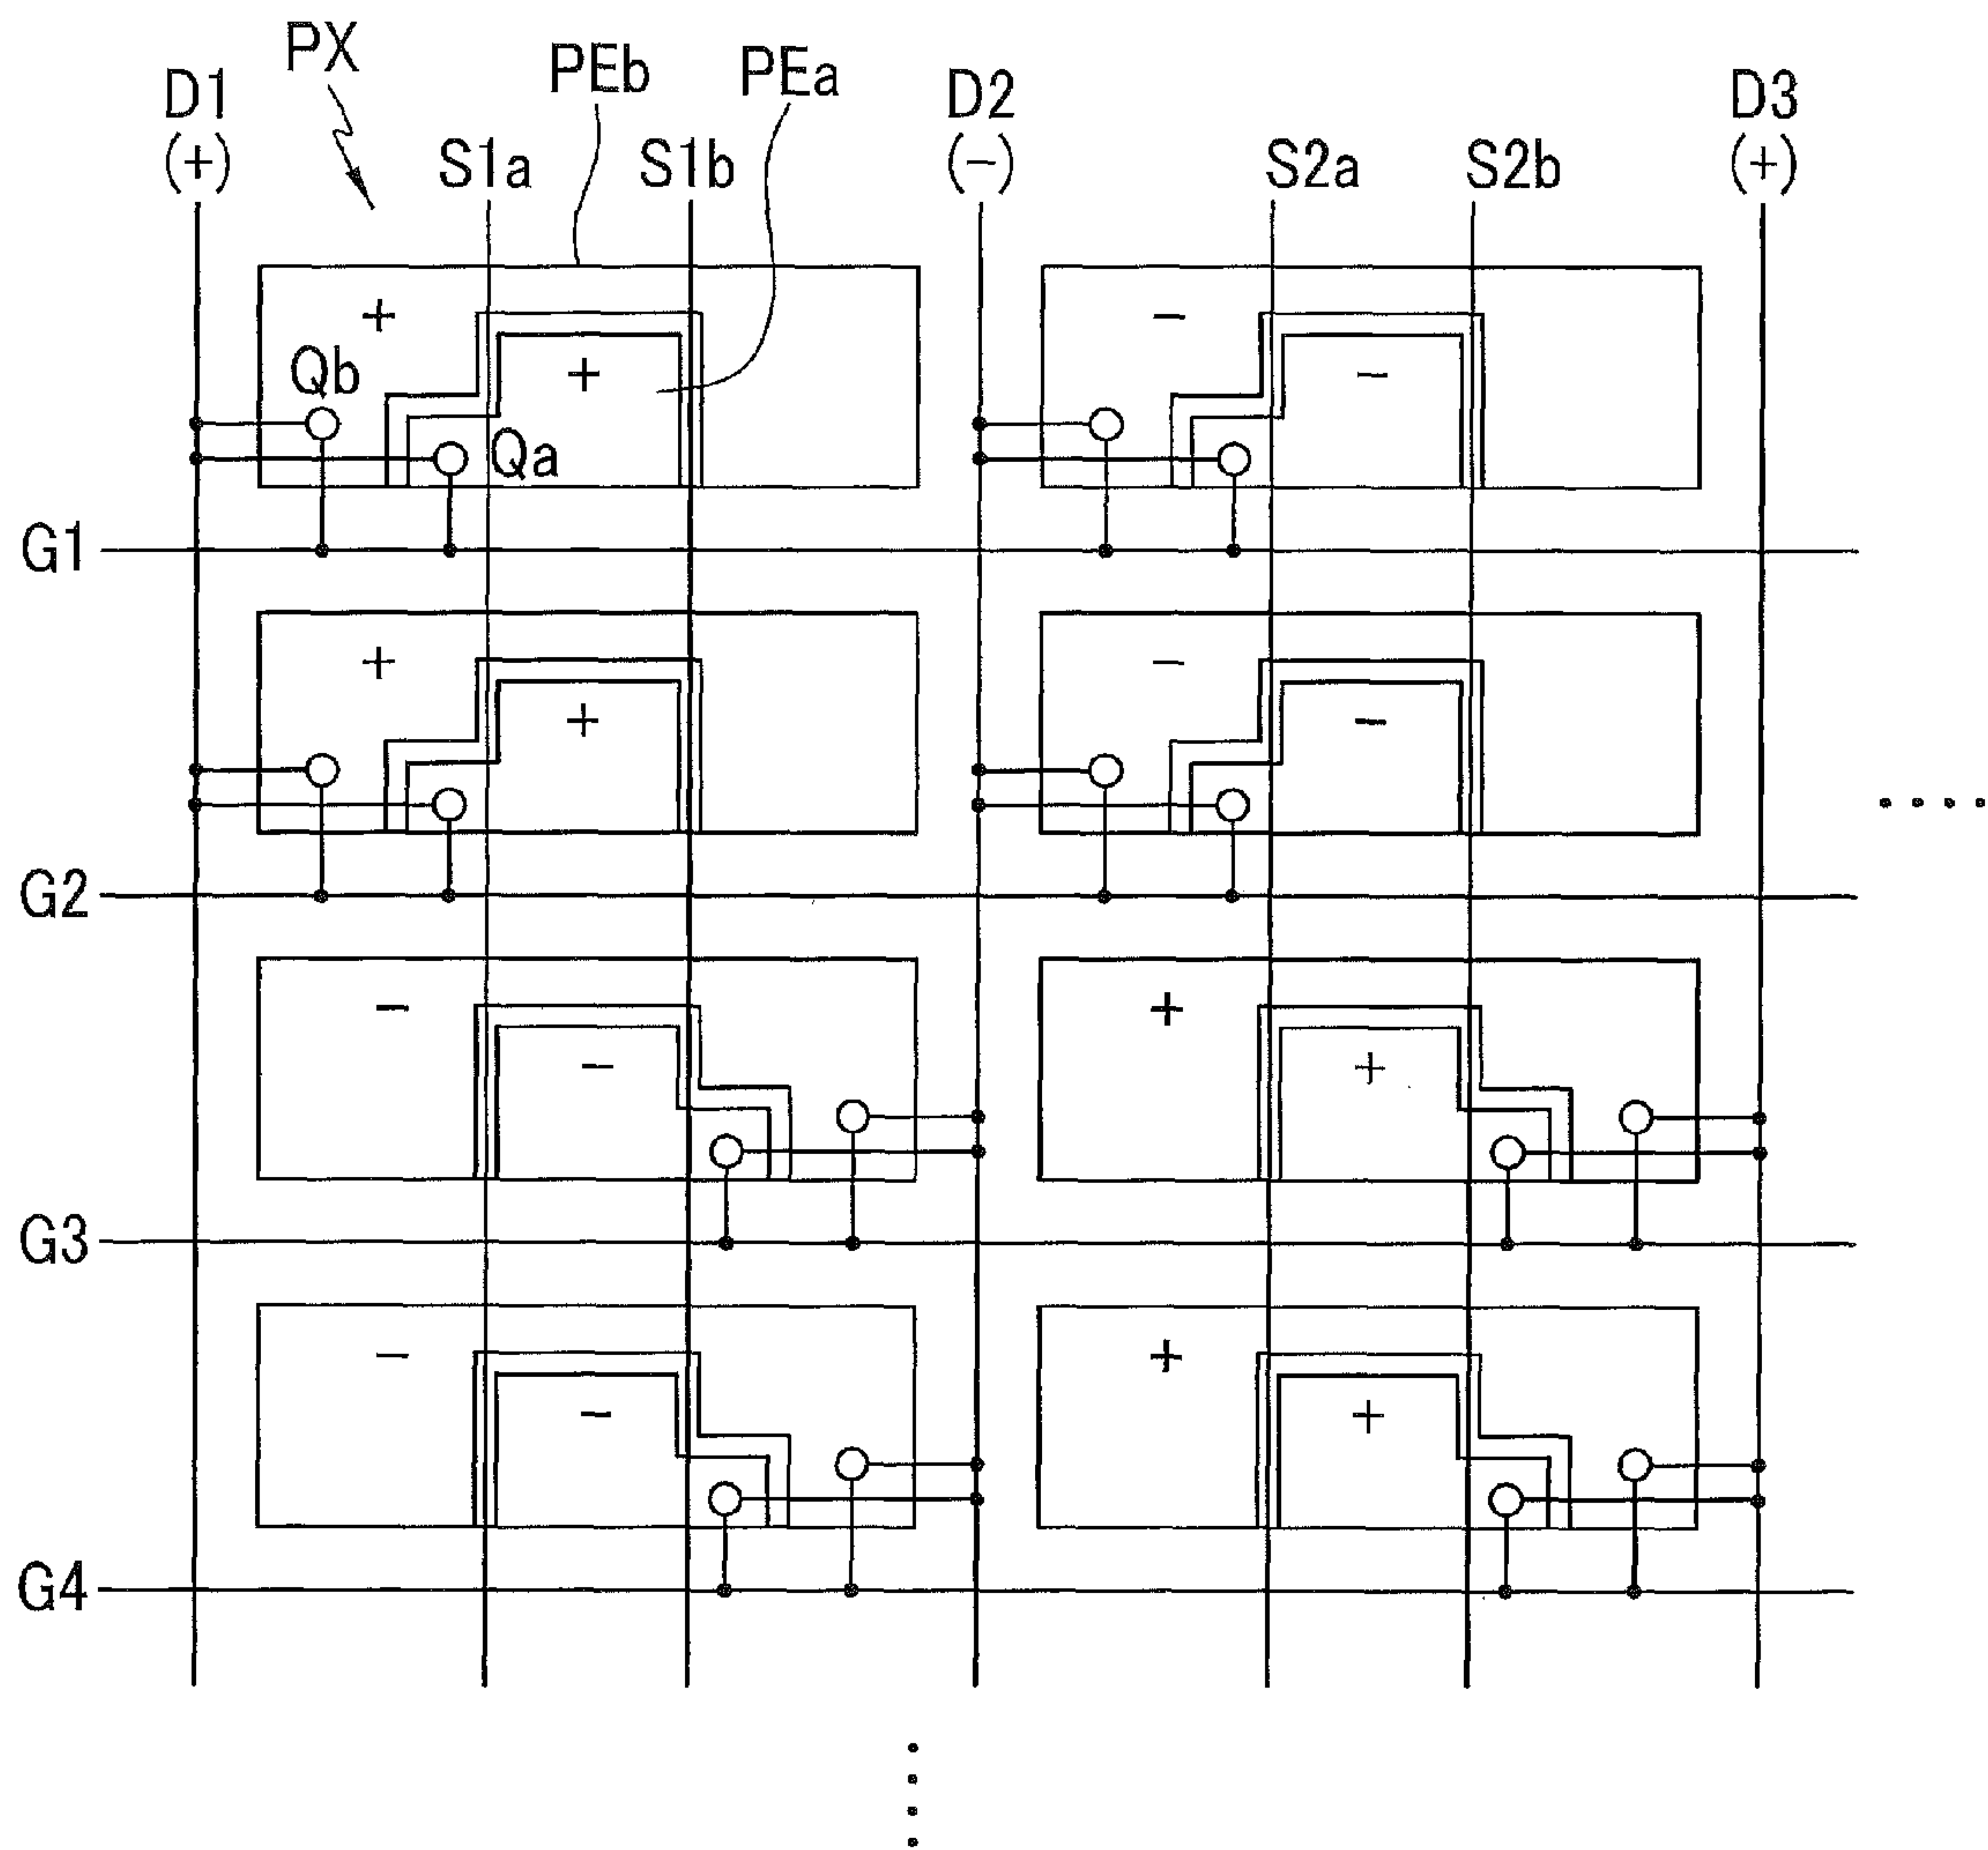 PX
PEb
PEa
D1
(+)
S1a
S1b
D2
(-)
S2a
S2b
D3
(+)
+
+
Qb
Qa
-
-
G1
+
+
-
-
G2
-
-
+
+
G3
-
-
+
+
G4